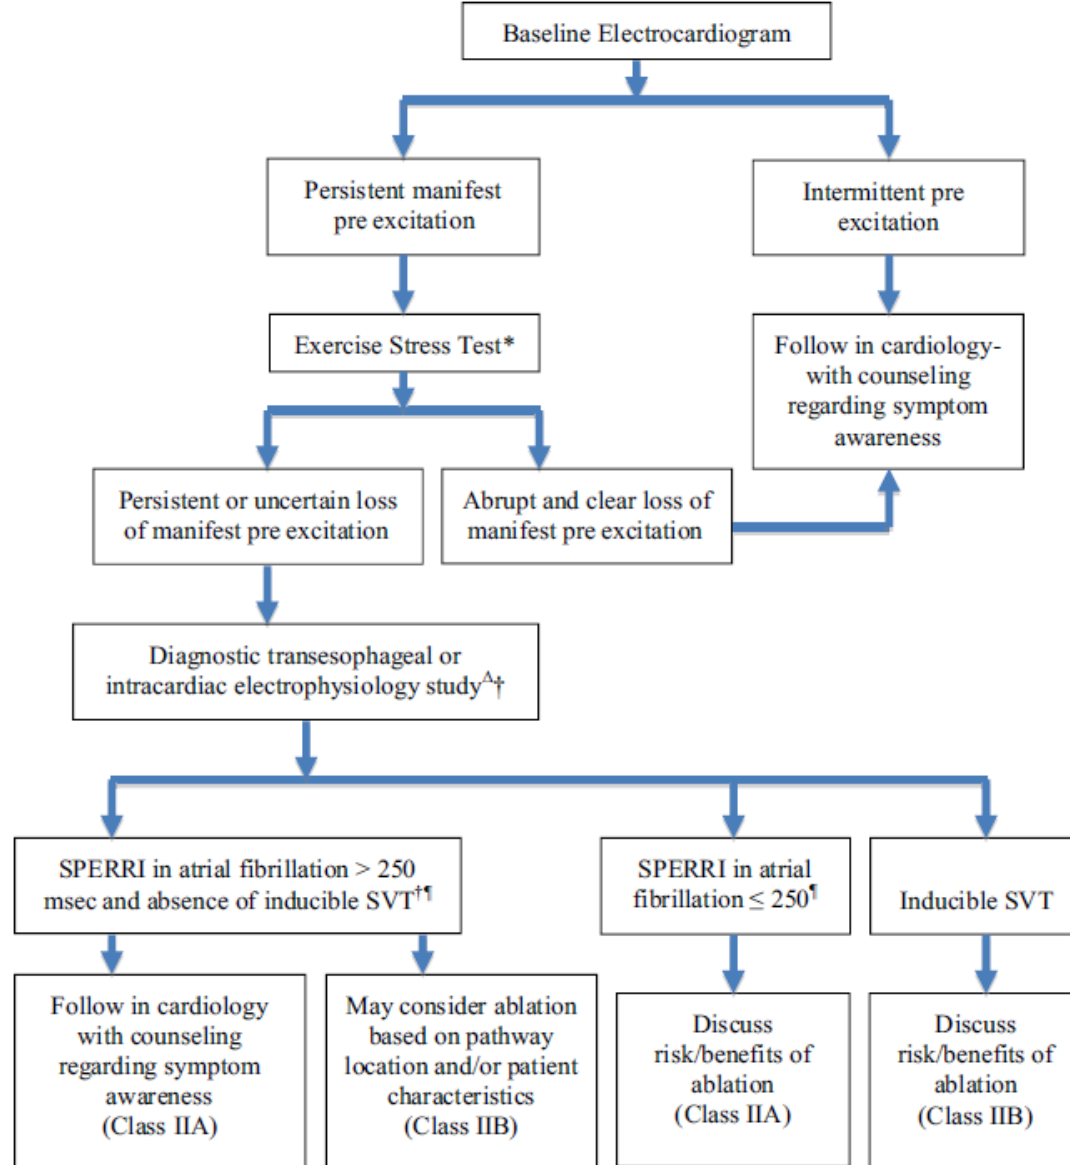 Baseline Electrocardiogram
Persistent manifest
pre excitation
Intermittent pre
excitation
Exercise Stress Test*
Follow in cardiology-
with counseling
regarding symptom
awareness
Persistent or uncertain loss
of manifest pre excitation
Abrupt and clear loss of
manifest pre excitation
Diagnostic transesophageal or
intracardiac electrophysiology study^Δ†
SPERRI in atrial fibrillation > 250
msec and absence of inducible SVT†¶
SPERRI in atrial
fibrillation ≤ 250¶
Inducible SVT
Follow in cardiology
with counseling
regarding symptom
awareness
(Class IIA)
May consider ablation
based on pathway
location and/or patient
characteristics
(Class IIB)
Discuss
risk/benefits of
ablation
(Class IIA)
Discuss
risk/benefits of
ablation
(Class IIB)